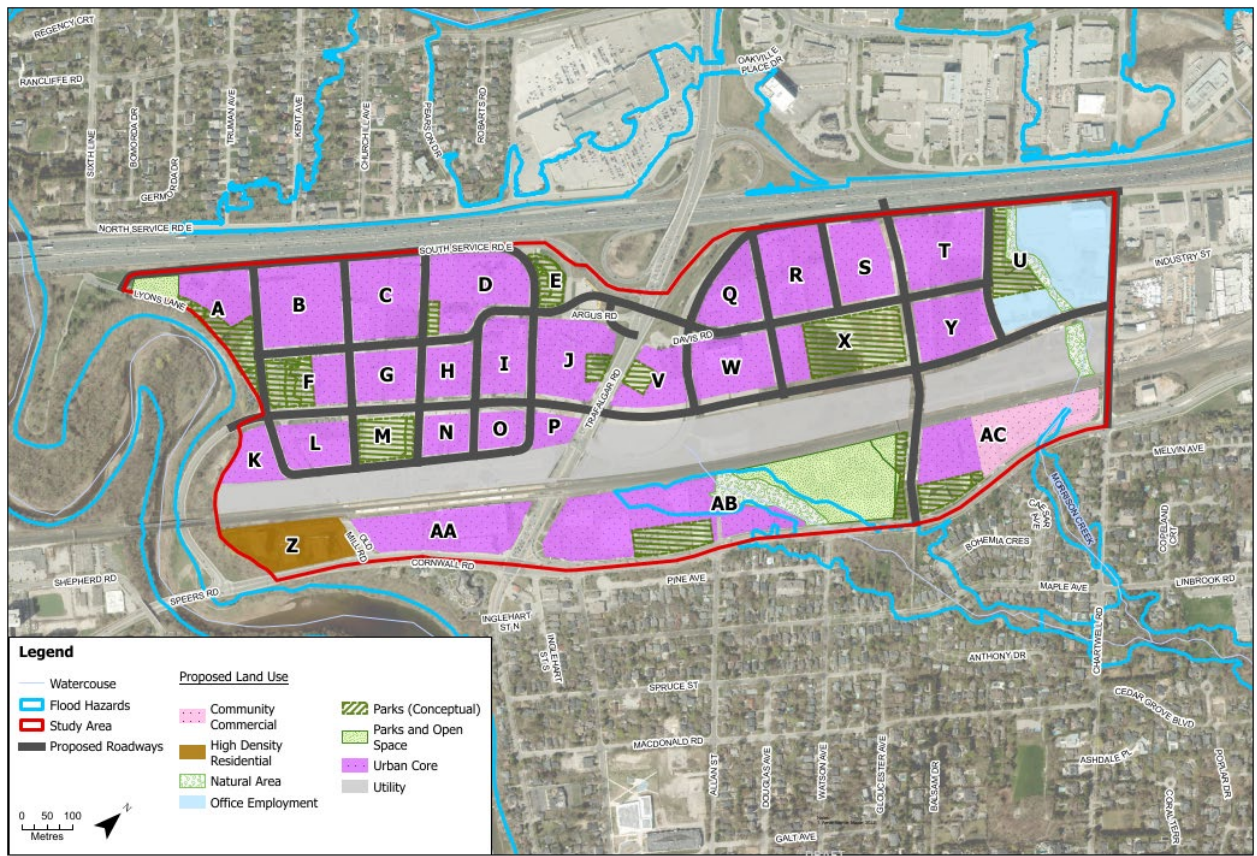 REGENCY CRT
RANCLIFFE RD
SIXTH LINE
BOMORDA DR
GERMORDA DR
TRUMAN AVE
KENT AVE
CHURCHILL AVE
PEARSON DR
ROBARTS RD
OAKVILLE
PLACE DR
NORTH SERVICE RD E
SOUTH SERVICE RD E
INDUSTRY ST
LYONS LANE
A
B
C
D
E
ARGUS RD
DAVIS RD
TRAFALGAR RD
Q
R
S
T
U
F
G
H
I
J
V
W
X
Y
K
L
M
N
O
P
Z
OLD
MILL RD
AA
AB
AC
CORNWALL RD
MELVIN AVE
MORRISON CREEK
COPELAND
CRT
BOHEMIA CRES
MAPLE AVE
LINBROOK RD
CHARTWELL RD
SHEPHERD RD
SPEERS RD
PINE AVE
INGLEHART
ST N
INGLEHART
ST S
ANTHONY DR
SPRUCE ST
CEDAR GROVE BLVD
MACDONALD RD
ALLAN ST
DOUGLAS AVE
WATSON AVE
GLOUCESTER AVE
BALSAM DR
ASHDALE PL
POPLAR DR
GALT AVE
Legend
Watercouse
Flood Hazards
Study Area
Proposed Roadways
Proposed Land Use
Community
Commercial
High Density
Residential
Natural Area
Office Employment
Parks (Conceptual)
Parks and Open
Space
Urban Core
Utility
0 50 100
Metres
N